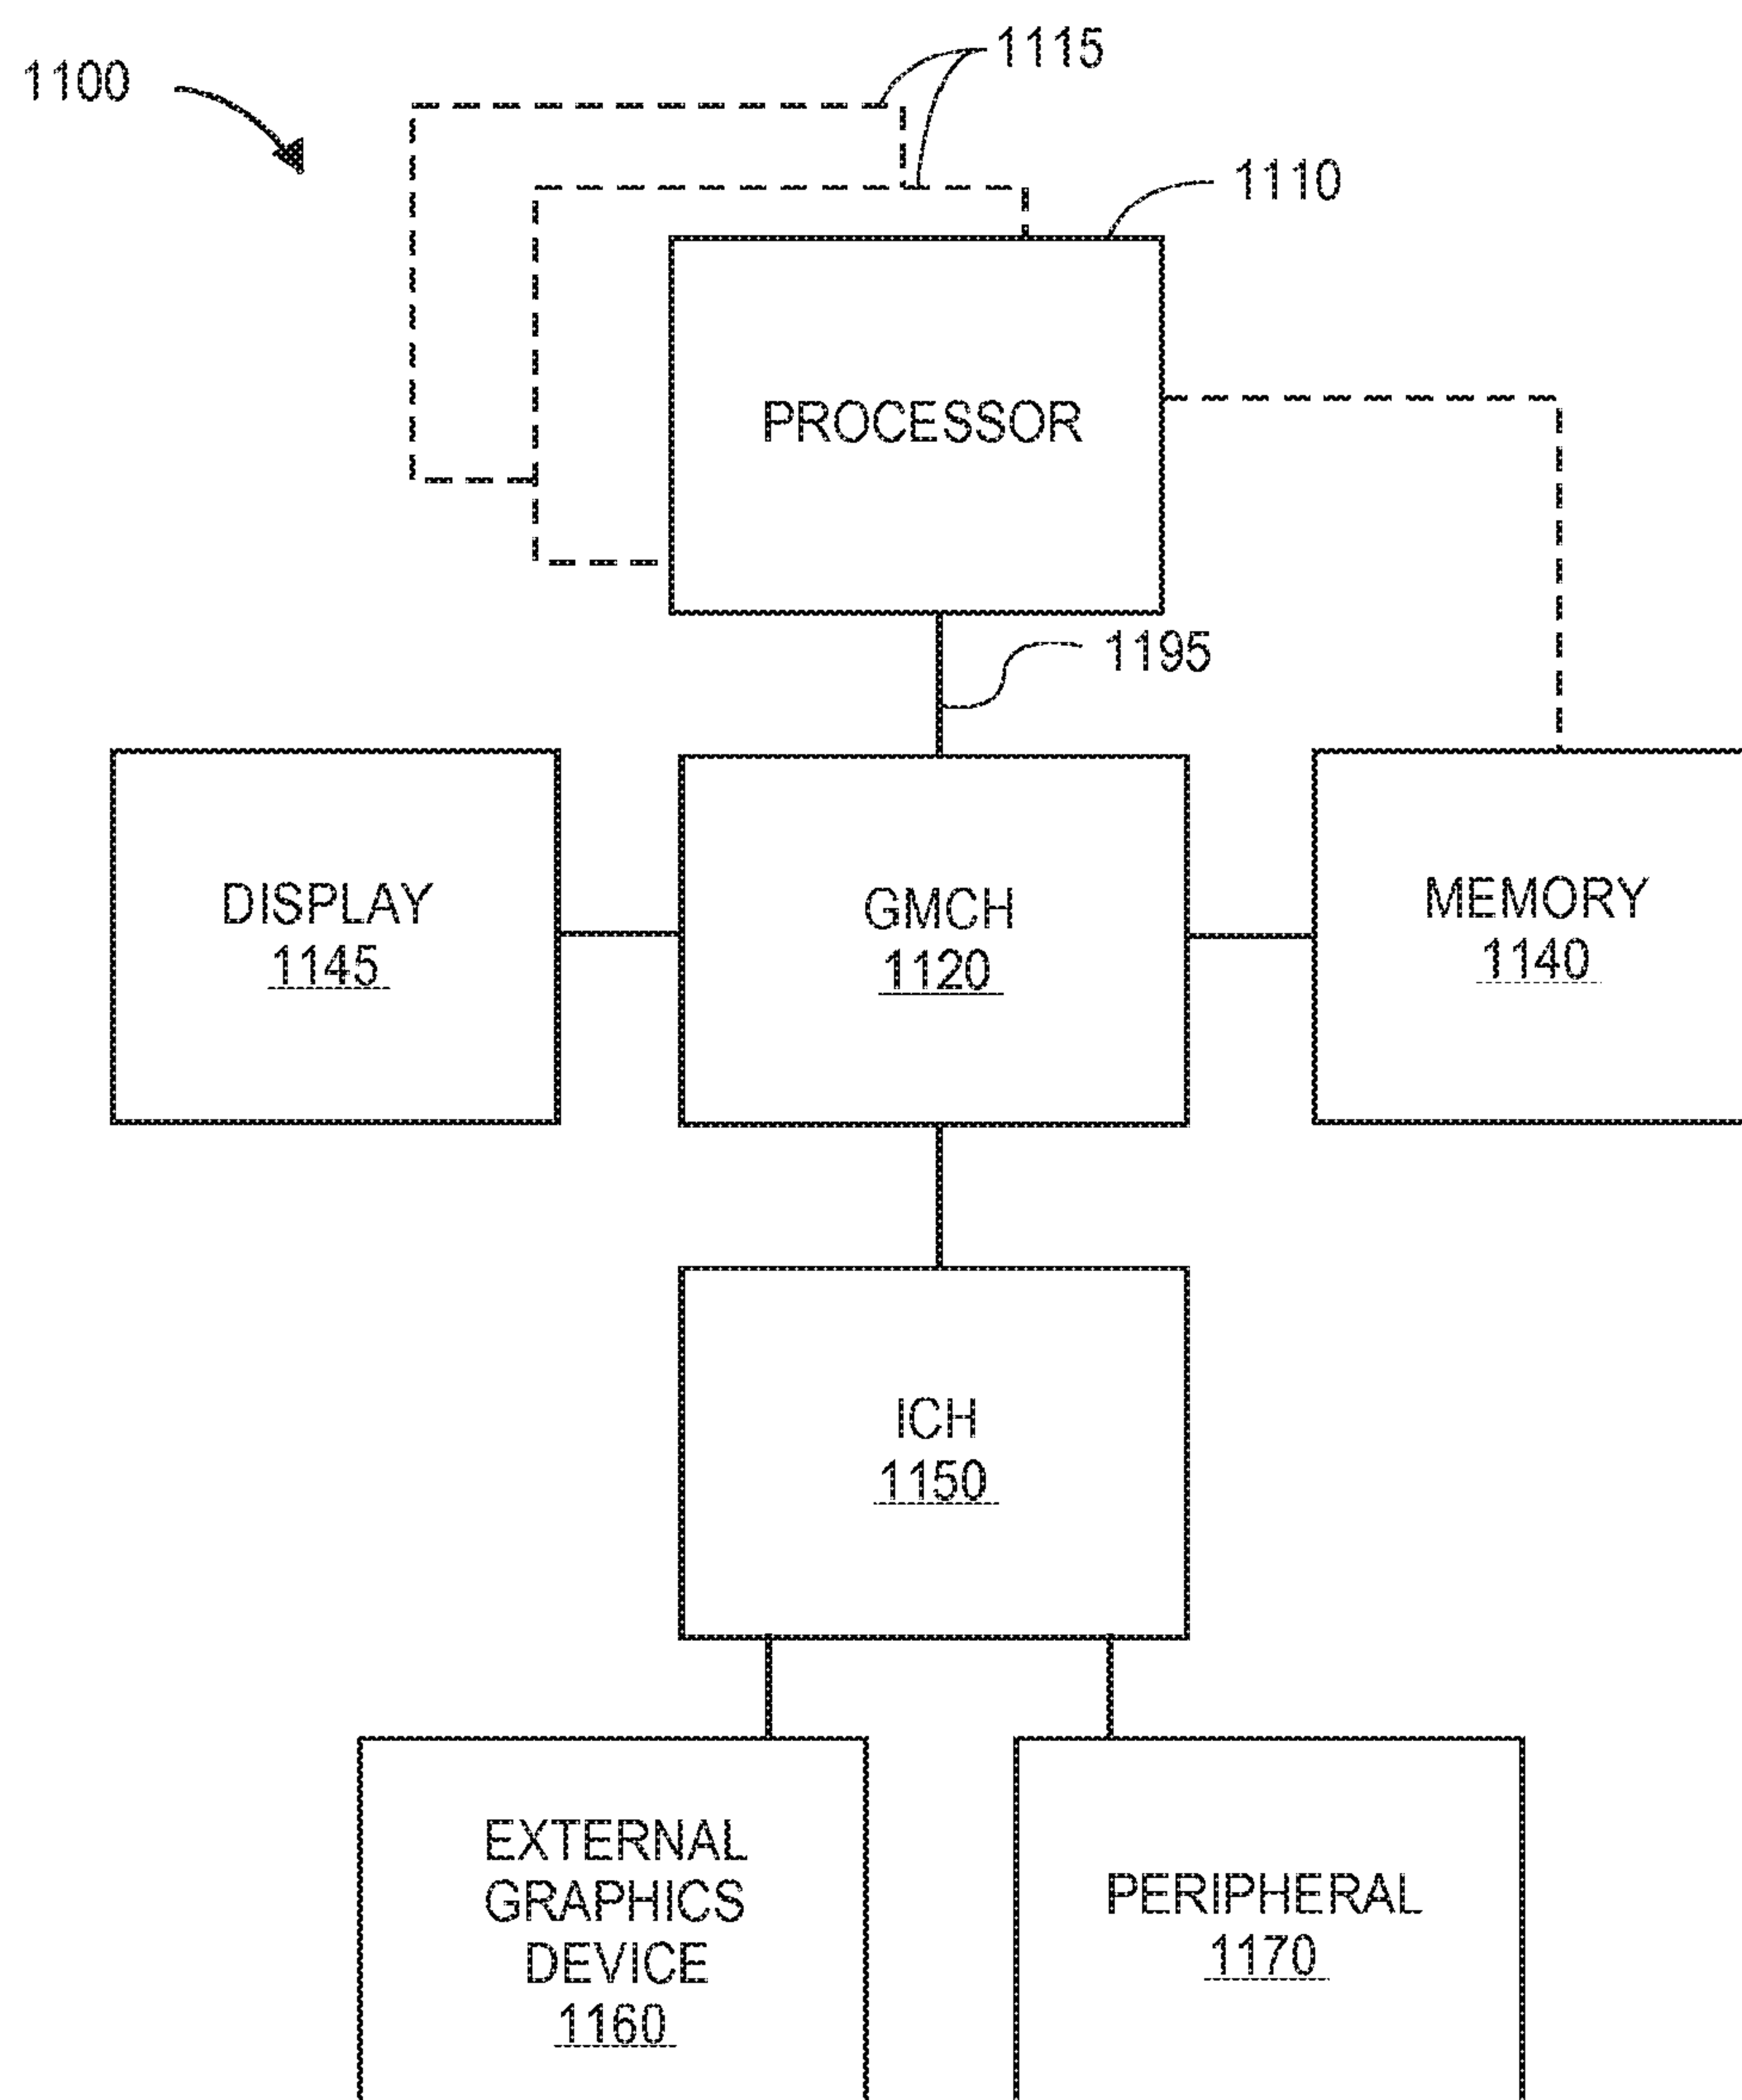 1115
1100
1110
PROCESSOR
1195
DISPLAY
1145
GMCH
1120
MEMORY
1140
ICH
1150
EXTERNAL
GRAPHICS
DEVICE
1160
PERIPHERAL
1170